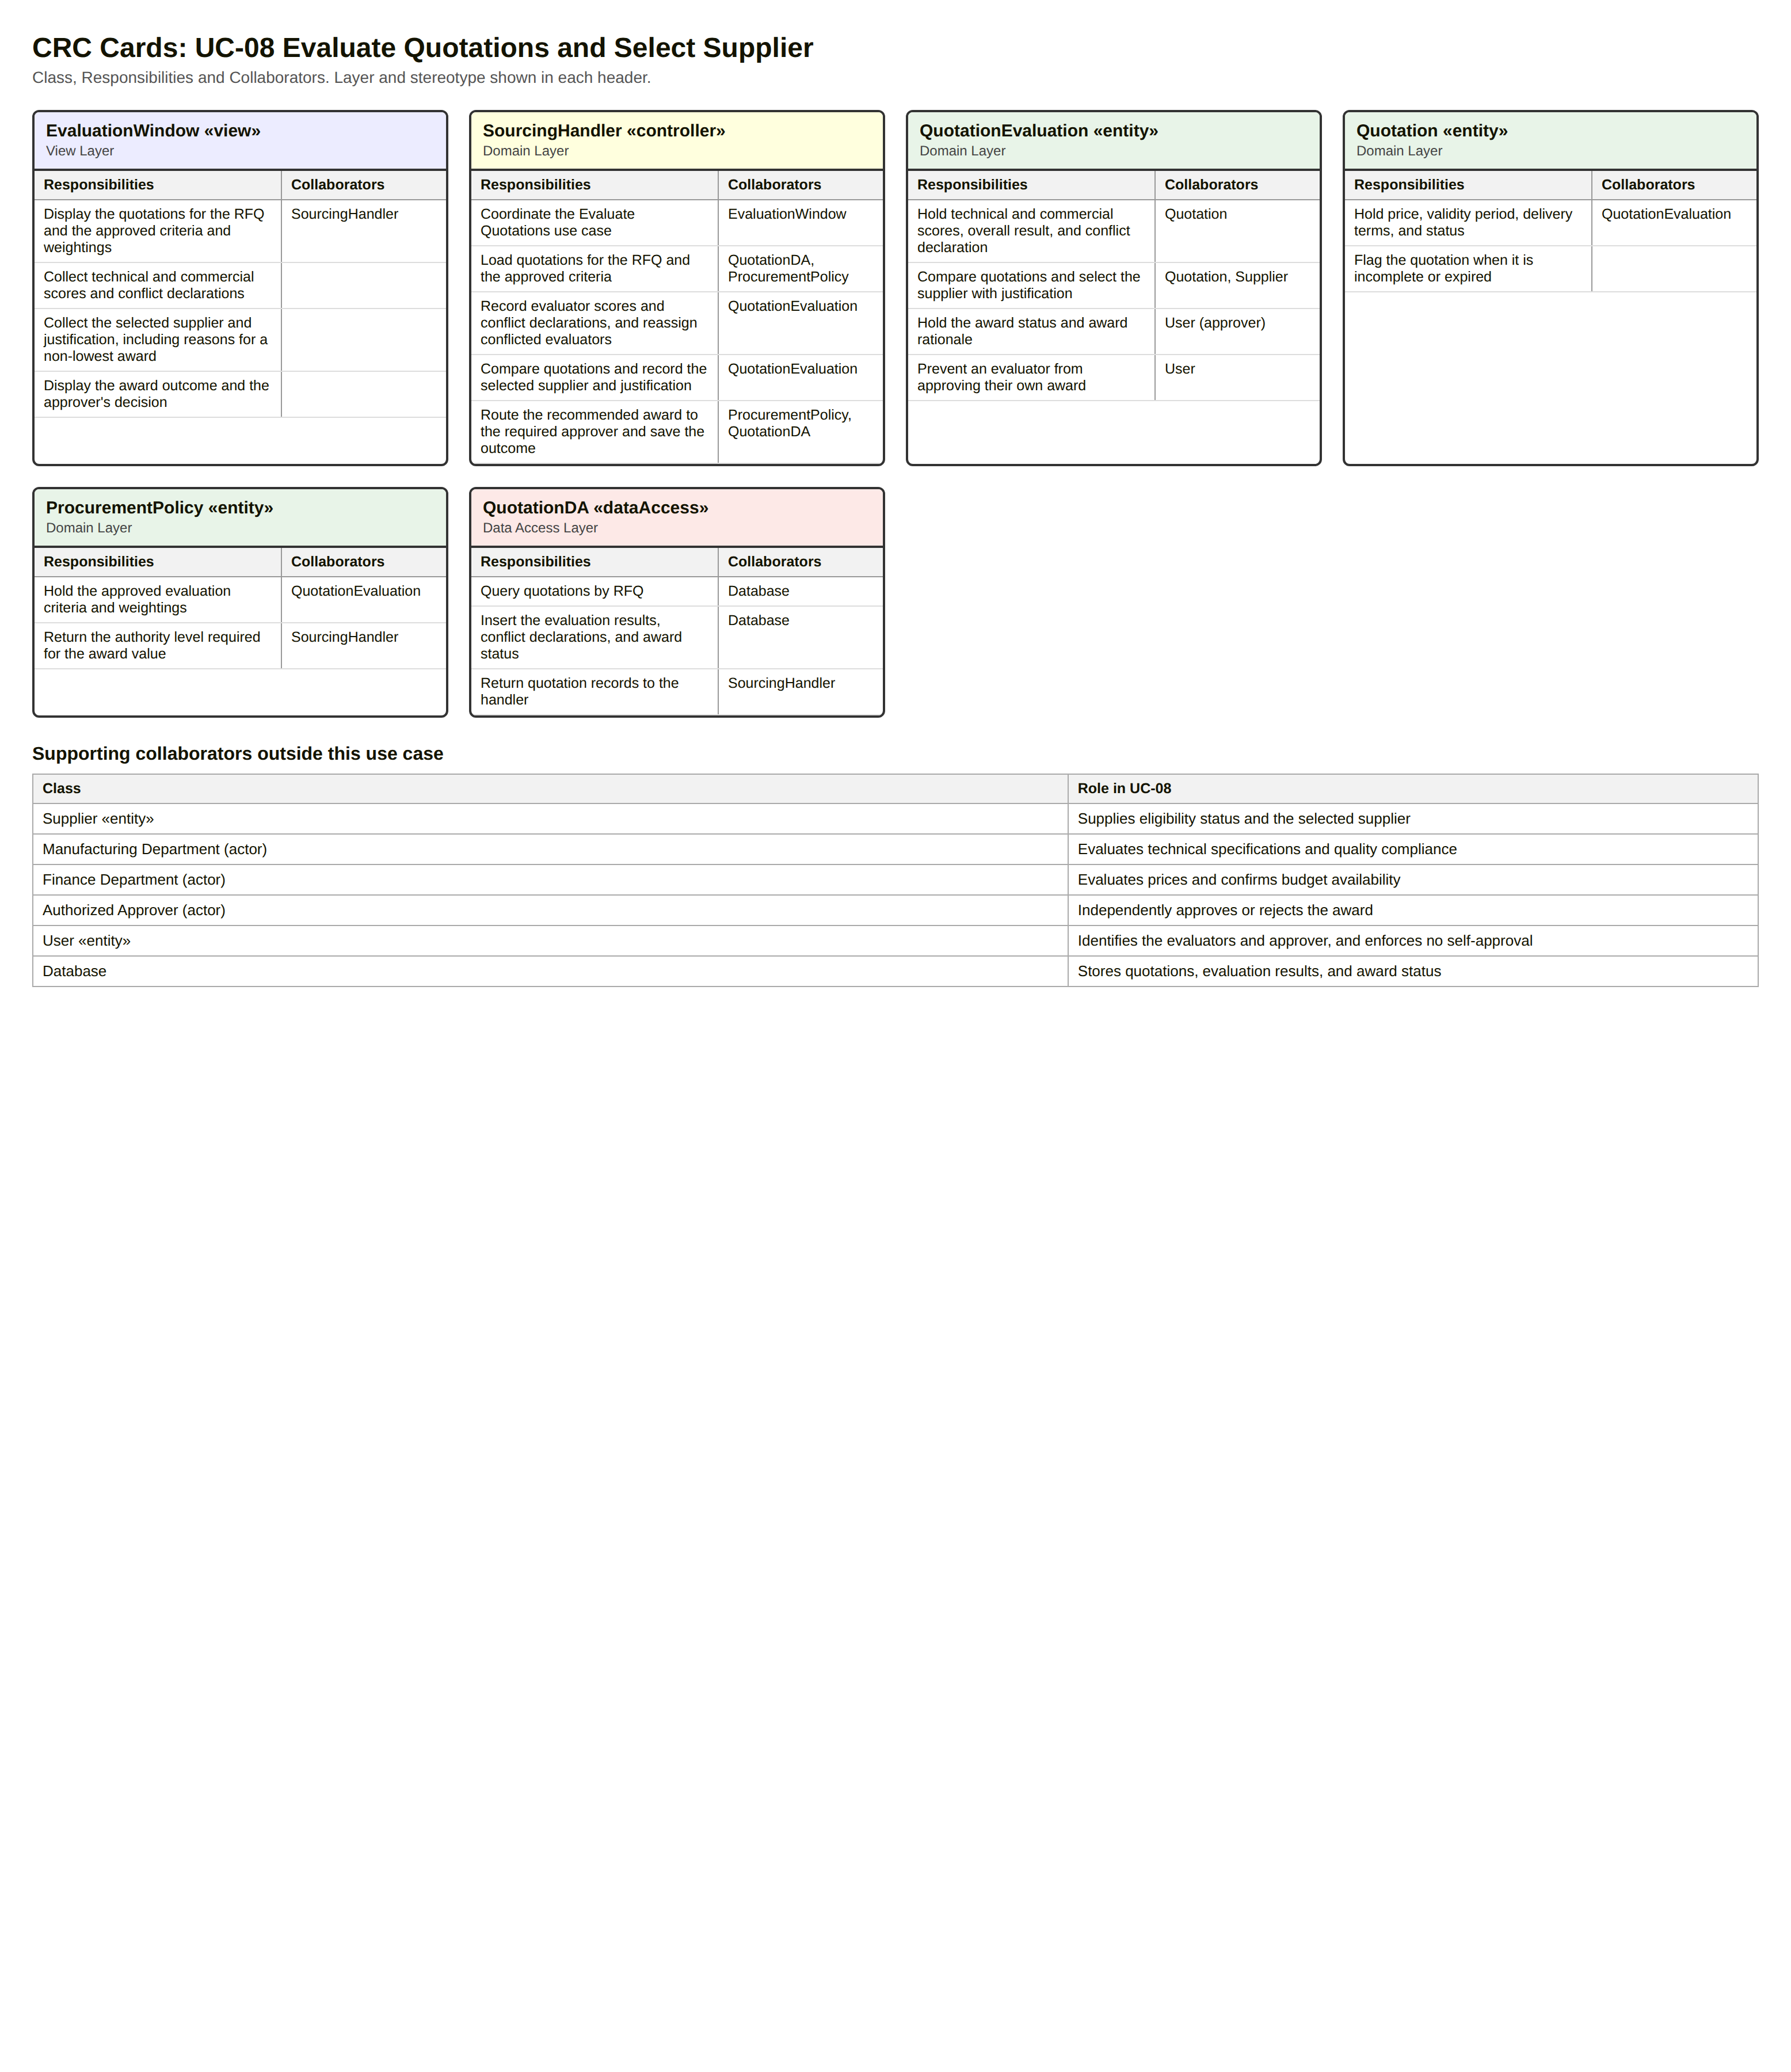 CRC Cards: UC-08 Evaluate Quotations and Select Supplier
Class, Responsibilities and Collaborators. Layer and stereotype shown in each header.
EvaluationWindow «view»
View Layer
Responsibilities Collaborators
Display the quotations for the RFQ SourcingHandler
and the approved criteria and
weightings
Collect technical and commercial
scores and conflict declarations
Collect the selected supplier and
justification, including reasons for a
non-lowest award
Display the award outcome and the
approver's decision
SourcingHandler «controller»
Domain Layer
Responsibilities Collaborators
Coordinate the Evaluate EvaluationWindow
Quotations use case
Load quotations for the RFQ and QuotationDA,
the approved criteria ProcurementPolicy
Record evaluator scores and QuotationEvaluation
conflict declarations, and reassign
conflicted evaluators
Compare quotations and record the QuotationEvaluation
selected supplier and justification
Route the recommended award to ProcurementPolicy,
the required approver and save the QuotationDA
outcome
QuotationEvaluation «entity»
Domain Layer
Responsibilities Collaborators
Hold technical and commercial Quotation
scores, overall result, and conflict
declaration
Compare quotations and select the Quotation, Supplier
supplier with justification
Hold the award status and award User (approver)
rationale
Prevent an evaluator from User
approving their own award
Quotation «entity»
Domain Layer
Responsibilities Collaborators
Hold price, validity period, delivery QuotationEvaluation
terms, and status
Flag the quotation when it is
incomplete or expired
ProcurementPolicy «entity»
Domain Layer
Responsibilities Collaborators
Hold the approved evaluation QuotationEvaluation
criteria and weightings
Return the authority level required SourcingHandler
for the award value
QuotationDA «dataAccess»
Data Access Layer
Responsibilities Collaborators
Query quotations by RFQ Database
Insert the evaluation results, Database
conflict declarations, and award
status
Return quotation records to the SourcingHandler
handler
Supporting collaborators outside this use case
Class Role in UC-08
Supplier «entity» Supplies eligibility status and the selected supplier
Manufacturing Department (actor) Evaluates technical specifications and quality compliance
Finance Department (actor) Evaluates prices and confirms budget availability
Authorized Approver (actor) Independently approves or rejects the award
User «entity» Identifies the evaluators and approver, and enforces no self-approval
Database Stores quotations, evaluation results, and award status